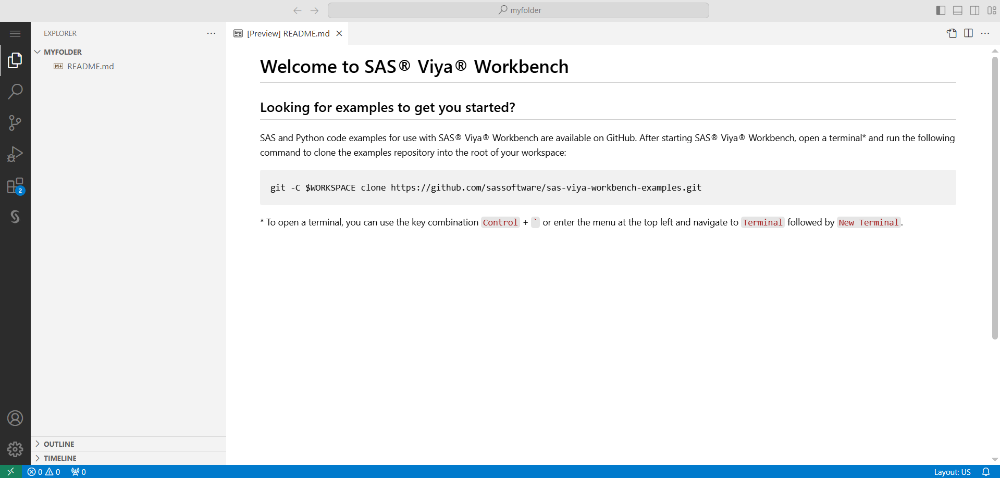 myfolder
EXPLORER
MYFOLDER
README.md
OUTLINE
TIMELINE
2
[Preview] README.md
Welcome to SAS® Viya® Workbench
Looking for examples to get you started?
SAS and Python code examples for use with SAS® Viya® Workbench are available on GitHub. After starting SAS® Viya® Workbench, open a terminal* and run the following
command to clone the examples repository into the root of your workspace:
git -C $WORKSPACE clone https://github.com/sassoftware/sas-viya-workbench-examples.git
* To open a terminal, you can use the key combination Control + ` or enter the menu at the top left and navigate to Terminal followed by New Terminal.
0 0 0
Layout: US